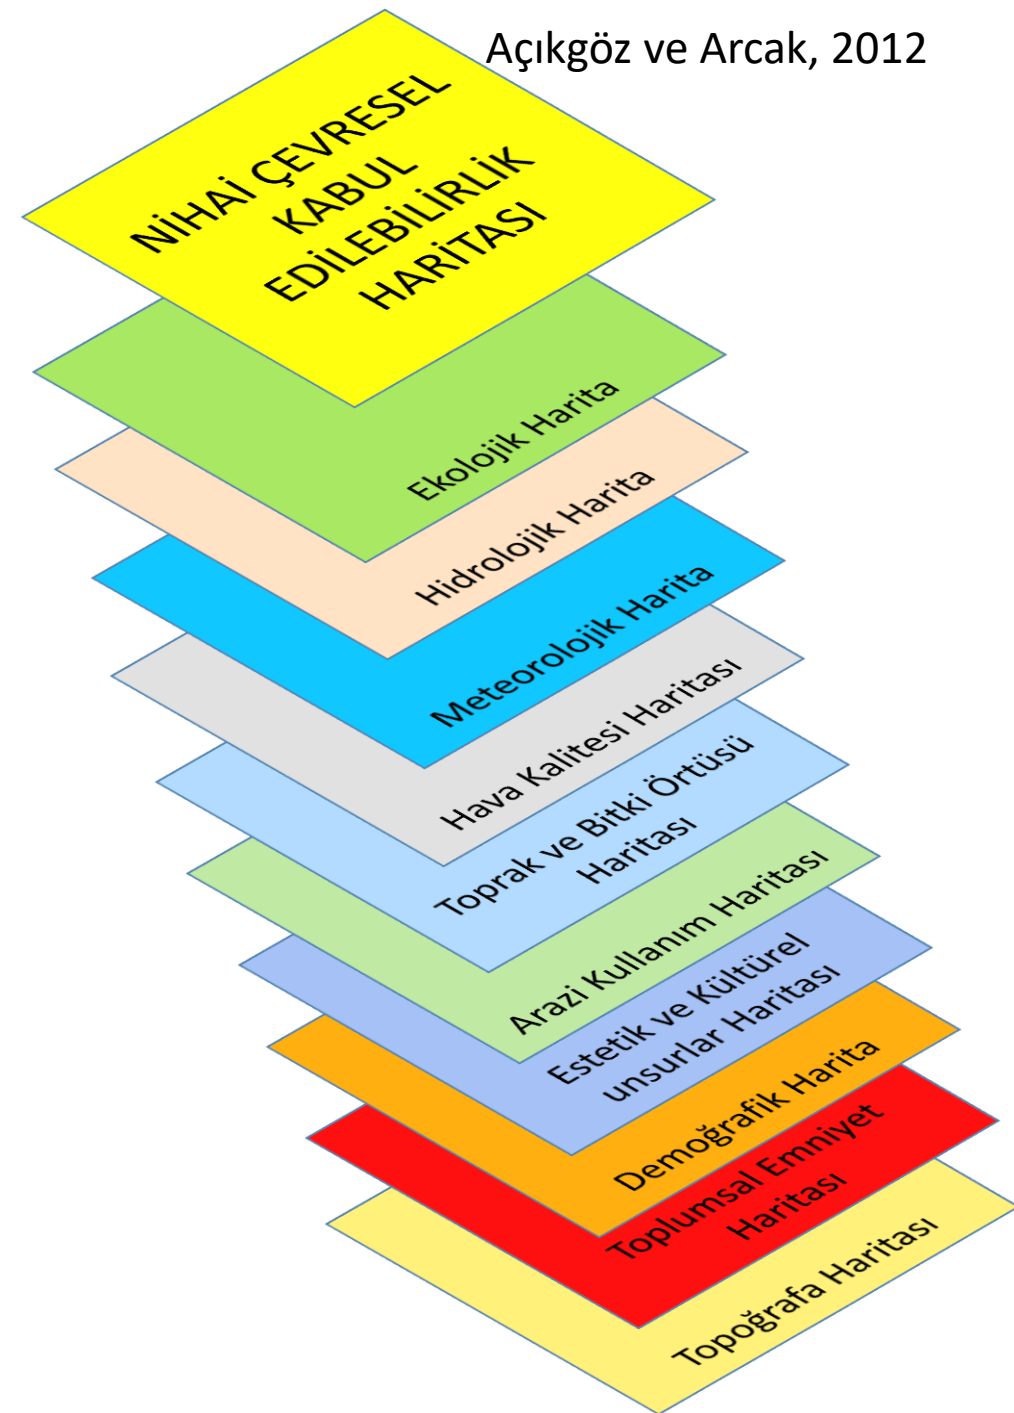 Açıkgöz ve Arcak, 2012
NİHAİ ÇEVRESEL
KABUL
EDİLEBİLİRLİK
HARİTASI
Ekolojik Harita
Hidrolojik Harita
Meteorolojik Harita
Hava Kalitesi Haritası
Toprak ve Bitki Örtüsü
Haritası
Arazi Kullanım Haritası
Estetik ve Kültürel
unsurlar Haritası
Demoğrafik Harita
Toplumsal Emniyet
Haritası
Topoğrafa Haritası